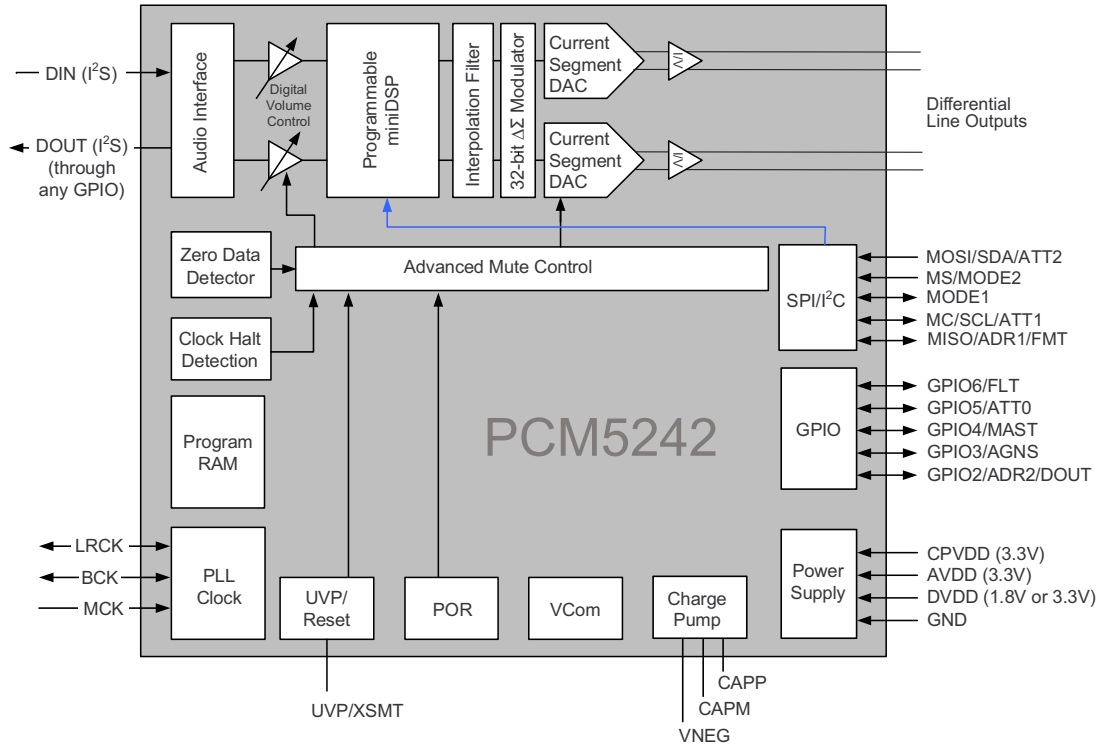 DIN (I²S)
DOUT (I²S)
(through
any GPIO)
Audio Interface
Digital
Volume
Control
Programmable
miniDSP
Interpolation Filter
32-bit ΔΣ Modulator
Current
Segment
DAC
I/V
Current
Segment
DAC
I/V
Differential
Line Outputs
Zero Data
Detector
Advanced Mute Control
Clock Halt
Detection
SPI/I²C
MOSI/SDA/ATT2
MS/MODE2
MODE1
MC/SCL/ATT1
MISO/ADR1/FMT
GPIO
GPIO6/FLT
GPIO5/ATT0
GPIO4/MAST
GPIO3/AGNS
GPIO2/ADR2/DOUT
Program
RAM
PCM5242
LRCK
BCK
MCK
PLL
Clock
UVP/
Reset
POR
VCom
Charge
Pump
Power
Supply
CPVDD (3.3V)
AVDD (3.3V)
DVDD (1.8V or 3.3V)
GND
UVP/XSMT
CAPP
CAPM
VNEG